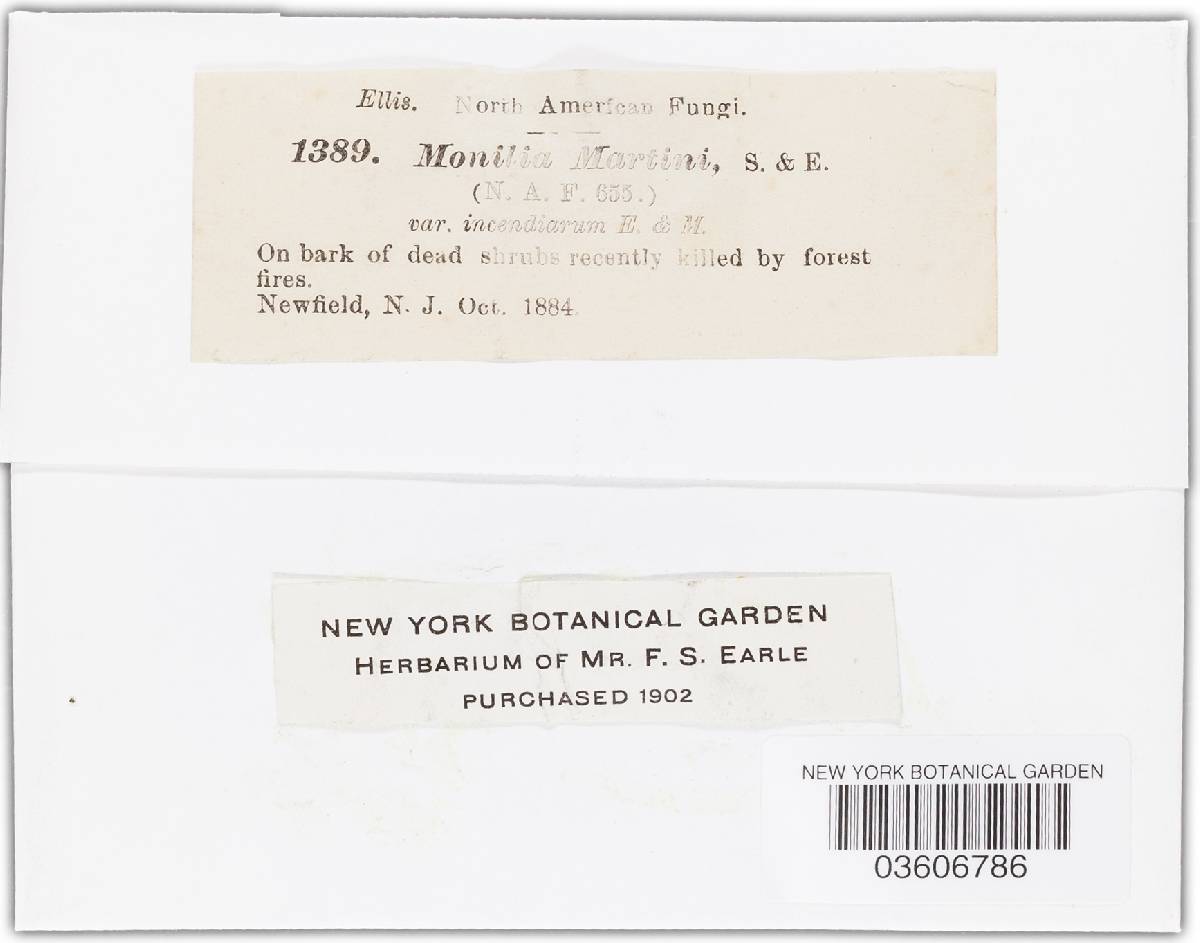 Ellis. North American Fungi.
1389. Monilia Martini, S. & E.
(N. A. F. 655.)
var. incendiarum E. & M.
On bark of dead shrubs recently killed by forest
fires.
Newfield, N. J. Oct. 1884.
NEW YORK BOTANICAL GARDEN
HERBARIUM OF MR. F. S. EARLE
PURCHASED 1902
NEW YORK BOTANICAL GARDEN
03606786